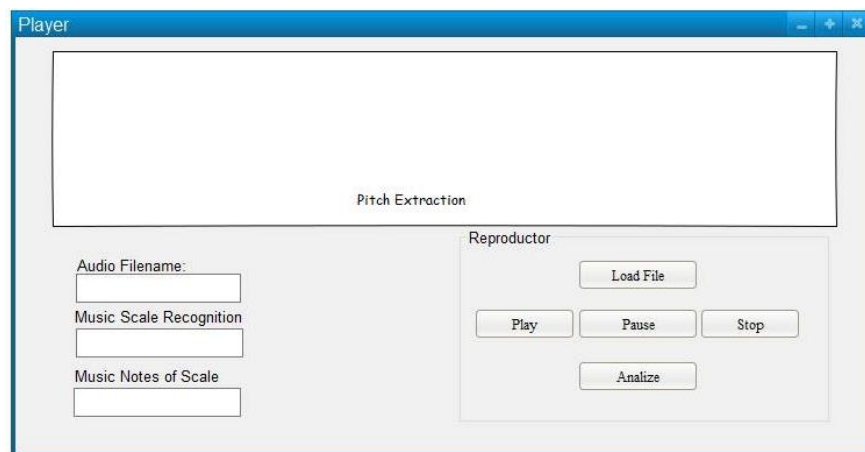 Player
Pitch Extraction
Reproductor
Audio Filename:
Load File
Music Scale Recognition
Play Pause Stop
Music Notes of Scale
Analize